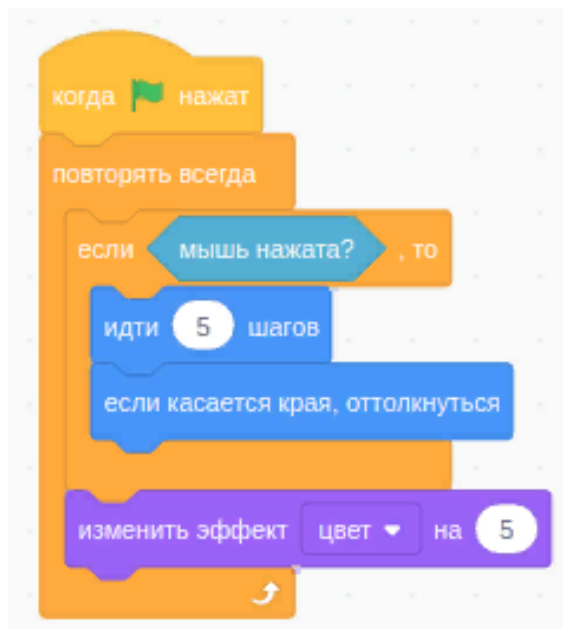 когда нажат
повторять всегда
если мышь нажата? , то
идти 5 шагов
если касается края, оттолкнуться
изменить эффект цвет на 5